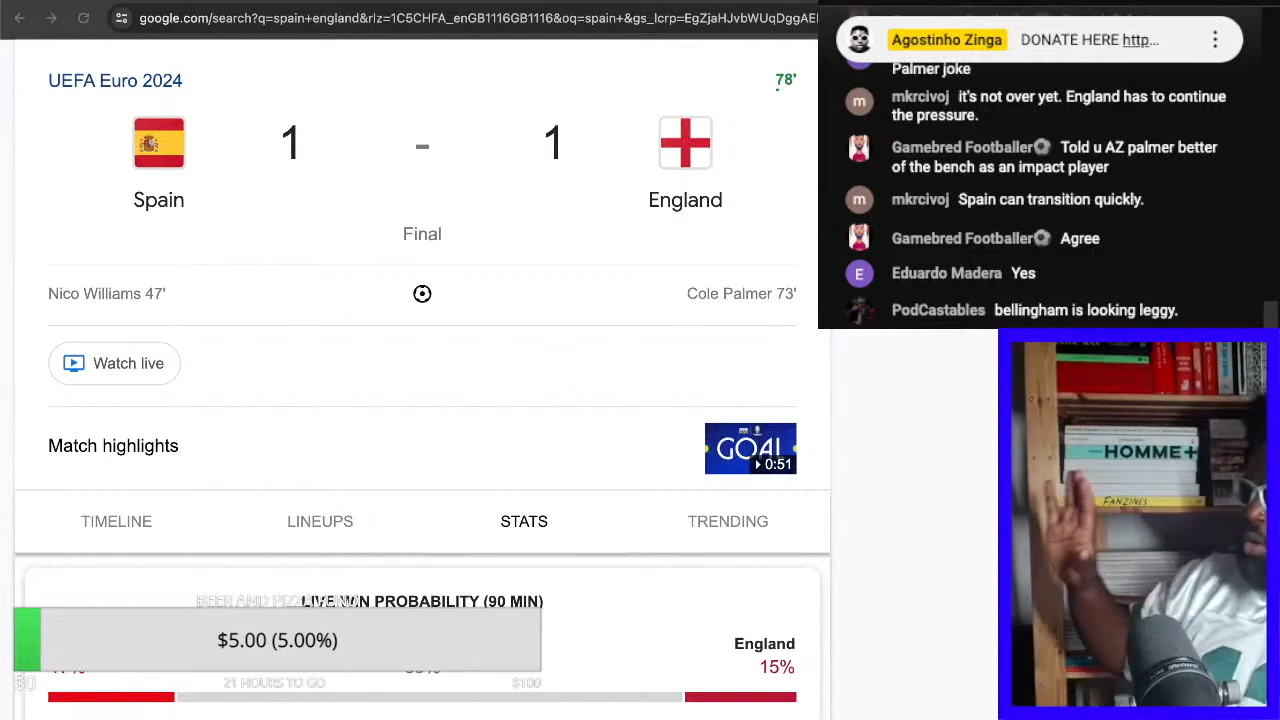 google.com/search?q=spain+england&rlz=1C5CHFA_enGB1116GB1116&oq=spain+&gs_lcrp=EgZjaHJvbWUqDggAE
UEFA Euro 2024
78'
1 - 1
Spain
England
Final
Nico Williams 47'
Cole Palmer 73'
Watch live
Match highlights
GOAL
0:51
TIMELINE
LINEUPS
STATS
TRENDING
BEER AND PIZZA
PROBABILITY (90 MIN)
$5.00 (5.00%)
England
15%
$0
21 HOURS TO GO
$100
Agostinho Zinga DONATE HERE http...
Palmer joke
m mkrcivoj it's not over yet. England has to continue
the pressure.
Gamebred Footballer⚽ Told u AZ palmer better
of the bench as an impact player
m mkrcivoj Spain can transition quickly.
Gamebred Footballer⚽ Agree
E Eduardo Madera Yes
PodCastables bellingham is looking leggy.
HOMME+
FANZINES